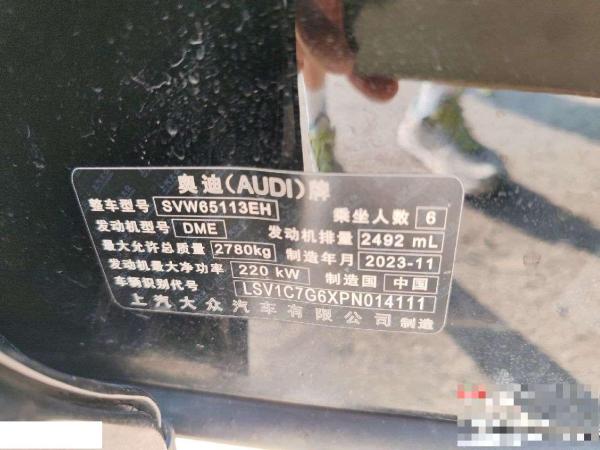 奥迪(AUDI)牌
整车型号 SVW65113EH 乘坐人数 6
发动机型号 DME 发动机排量 2492 mL
最大允许总质量 2780kg 制造年月 2023-11
发动机最大净功率 220 kW 制造国 中国
车辆识别代号 LSV1C7G6XPN014111
上汽大众汽车有限公司 制造